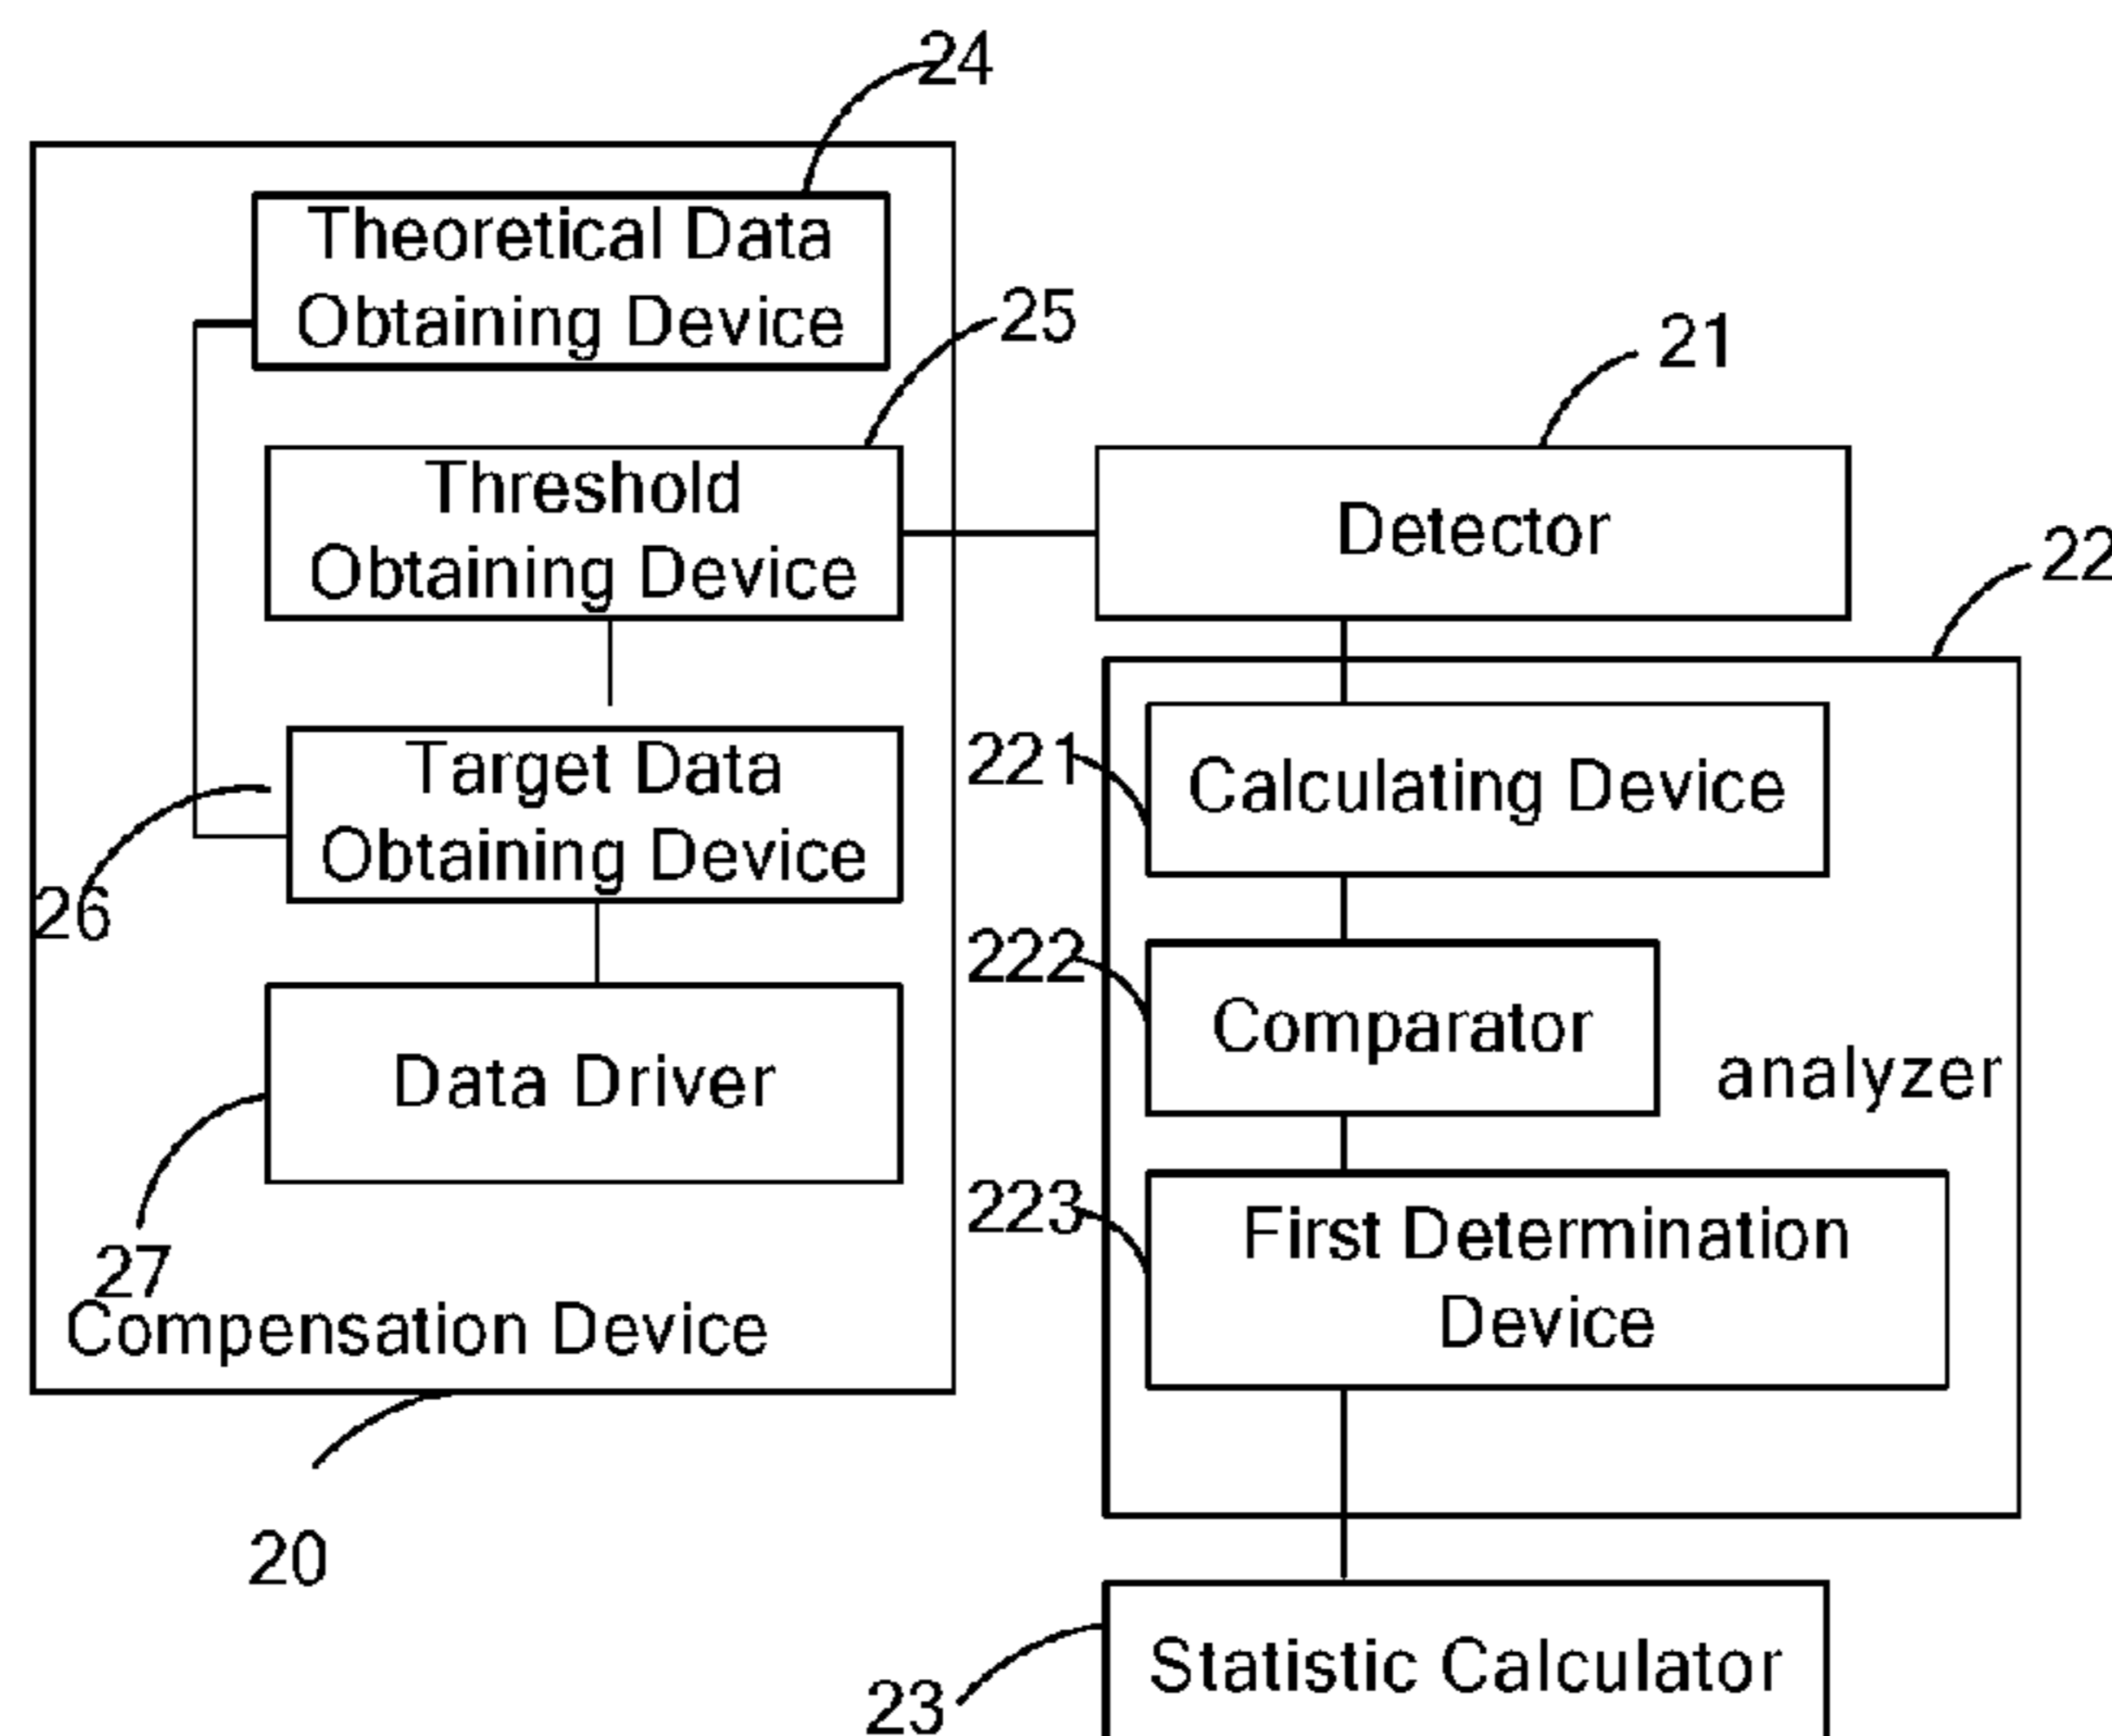 24
Theoretical Data
Obtaining Device
25
Threshold
Obtaining Device
21
Detector
22
Target Data
Obtaining Device
26
221
Calculating Device
222
Comparator
analyzer
Data Driver
27
223
First Determination
Device
Compensation Device
20
Statistic Calculator
23